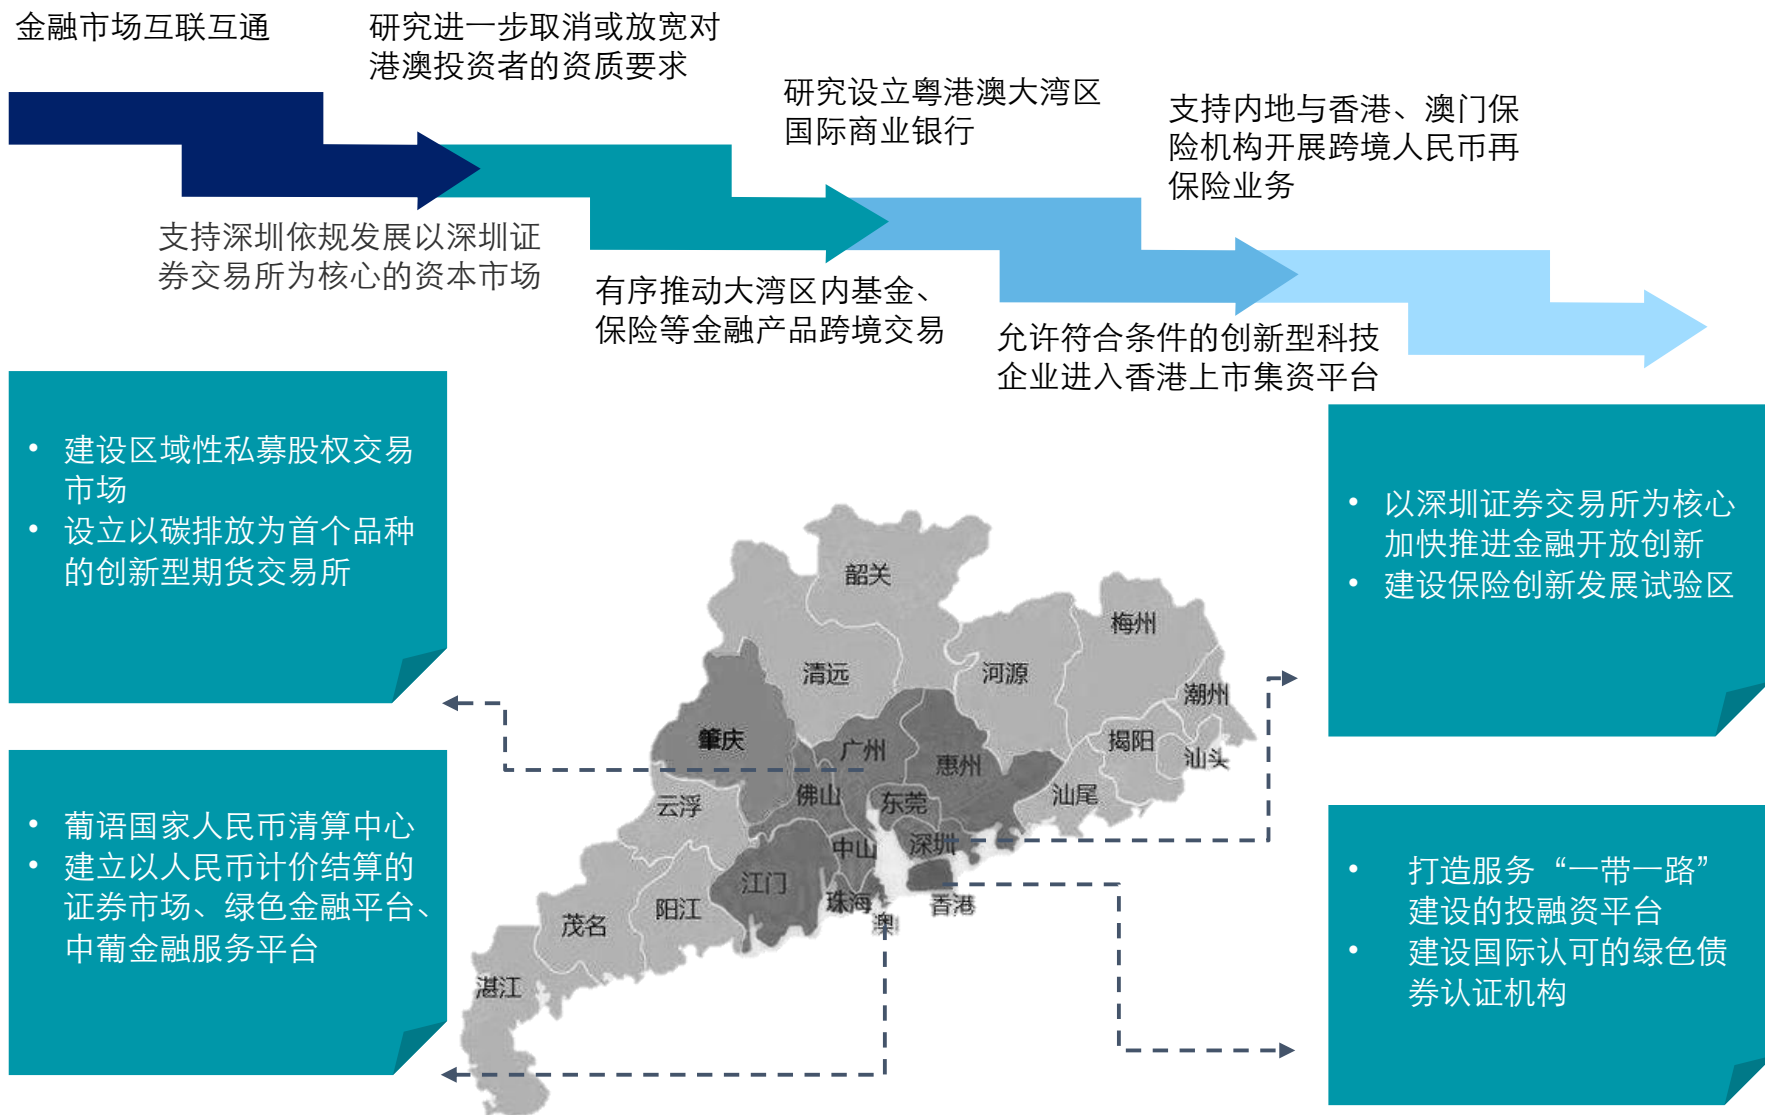 金融市场互联互通
研究进一步取消或放宽对
港澳投资者的资质要求
研究设立粤港澳大湾区
国际商业银行
支持内地与香港、澳门保
险机构开展跨境人民币再
保险业务
支持深圳依规发展以深圳证
券交易所为核心的资本市场
有序推动大湾区内基金、
保险等金融产品跨境交易
允许符合条件的创新型科技
企业进入香港上市集资平台
• 建设区域性私募股权交易
市场
• 设立以碳排放为首个品种
的创新型期货交易所
• 以深圳证券交易所为核心
加快推进金融开放创新
• 建设保险创新发展试验区
• 葡语国家人民币清算中心
• 建立以人民币计价结算的
证券市场、绿色金融平台、
中葡金融服务平台
• 打造服务“一带一路”
建设的投融资平台
• 建设国际认可的绿色债
券认证机构
韶关
梅州
清远
河源
潮州
肇庆
广州
惠州
揭阳
汕头
云浮
佛山
东莞
汕尾
中山
深圳
江门
珠海
香港
澳
阳江
茂名
湛江